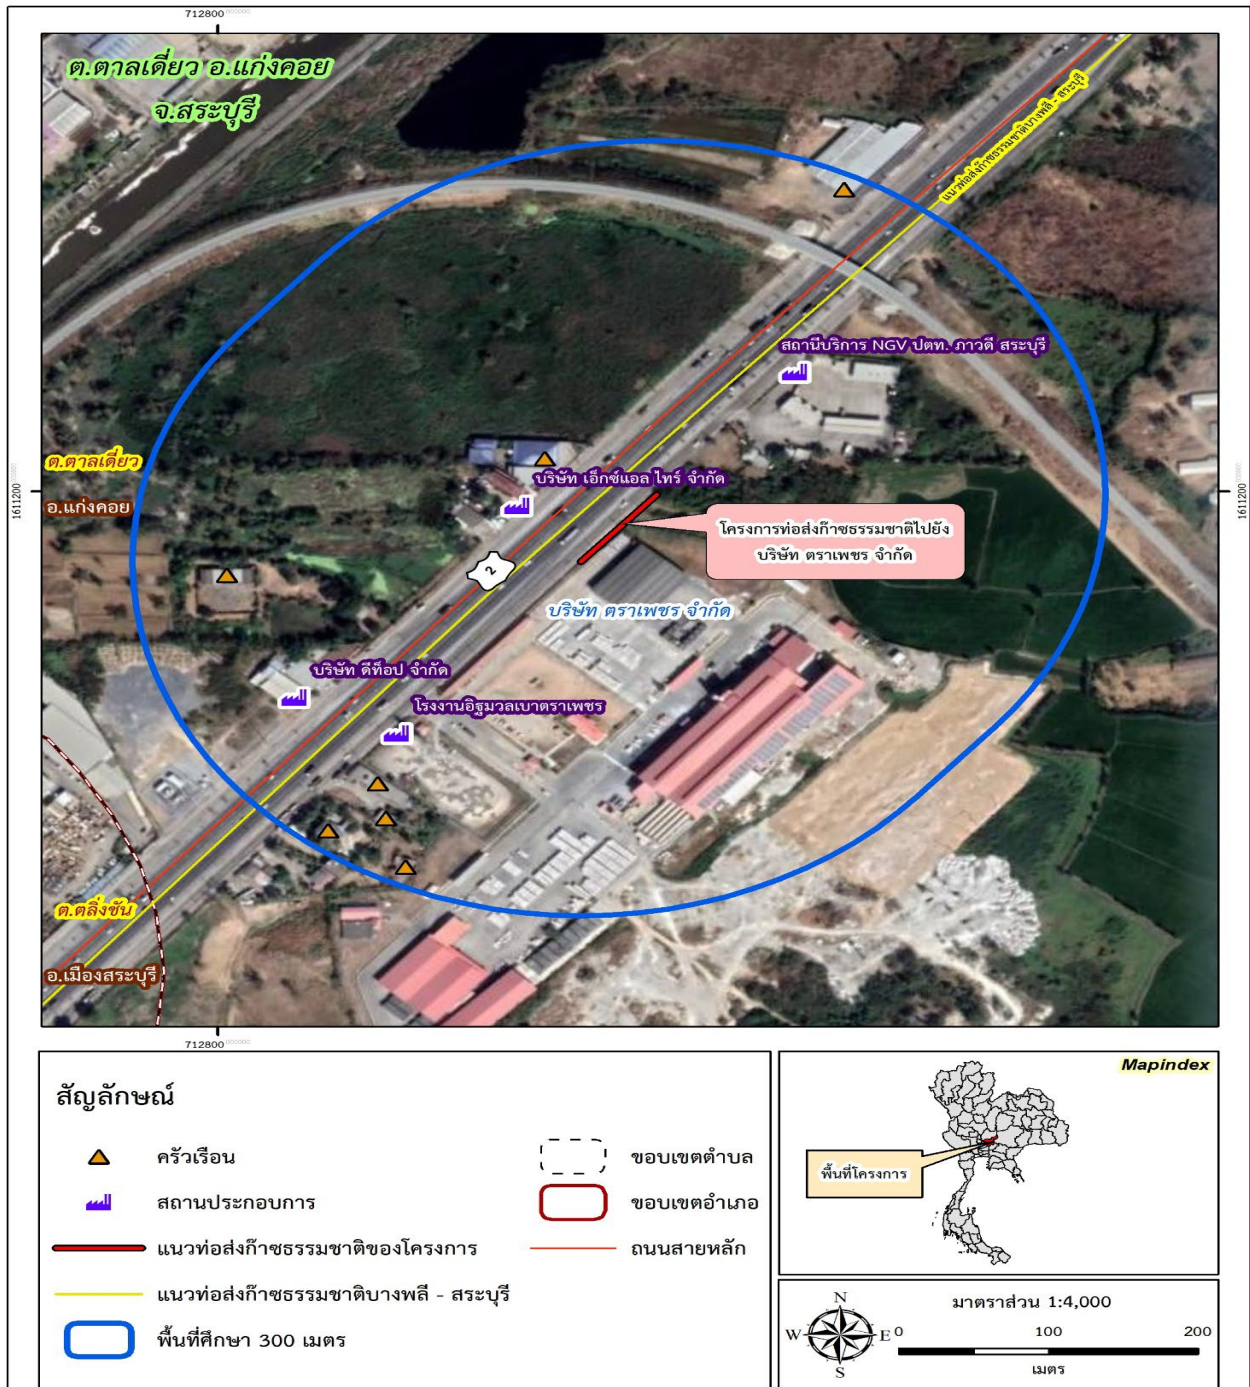 712800
ต.ตาลเดี่ยว อ.แก่งคอย
จ.สระบุรี
แนวท่อส่งก๊าซธรรมชาติบางพลี - สระบุรี
สถานีบริการ NGV ปตท. ภาวดี สระบุรี
ต.ตาลเดี่ยว
อ.แก่งคอย
1611200
1611200
บริษัท เอ็กซ์แอล ไทร์ จำกัด
โครงการท่อส่งก๊าซธรรมชาติไปยัง
บริษัท ตราเพชร จำกัด
2
บริษัท ตราเพชร จำกัด
บริษัท ดีท็อป จำกัด
โรงงานอิฐมวลเบาตราเพชร
ต.ตลิ่งชัน
อ.เมืองสระบุรี
712800
สัญลักษณ์
ครัวเรือน
สถานประกอบการ
แนวท่อส่งก๊าซธรรมชาติของโครงการ
แนวท่อส่งก๊าซธรรมชาติบางพลี - สระบุรี
พื้นที่ศึกษา 300 เมตร
ขอบเขตตำบล
ขอบเขตอำเภอ
ถนนสายหลัก
Mapindex
พื้นที่โครงการ
N
W E
S
มาตราส่วน 1:4,000
0 100 200
เมตร